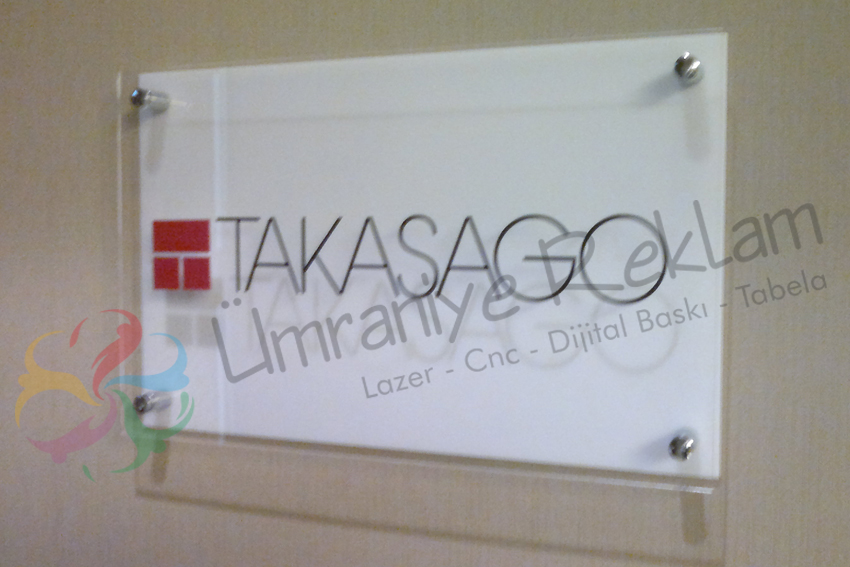 TAKASAGO
Ümraniye Reklam
Lazer - Cnc - Dijital Baskı - Tabela